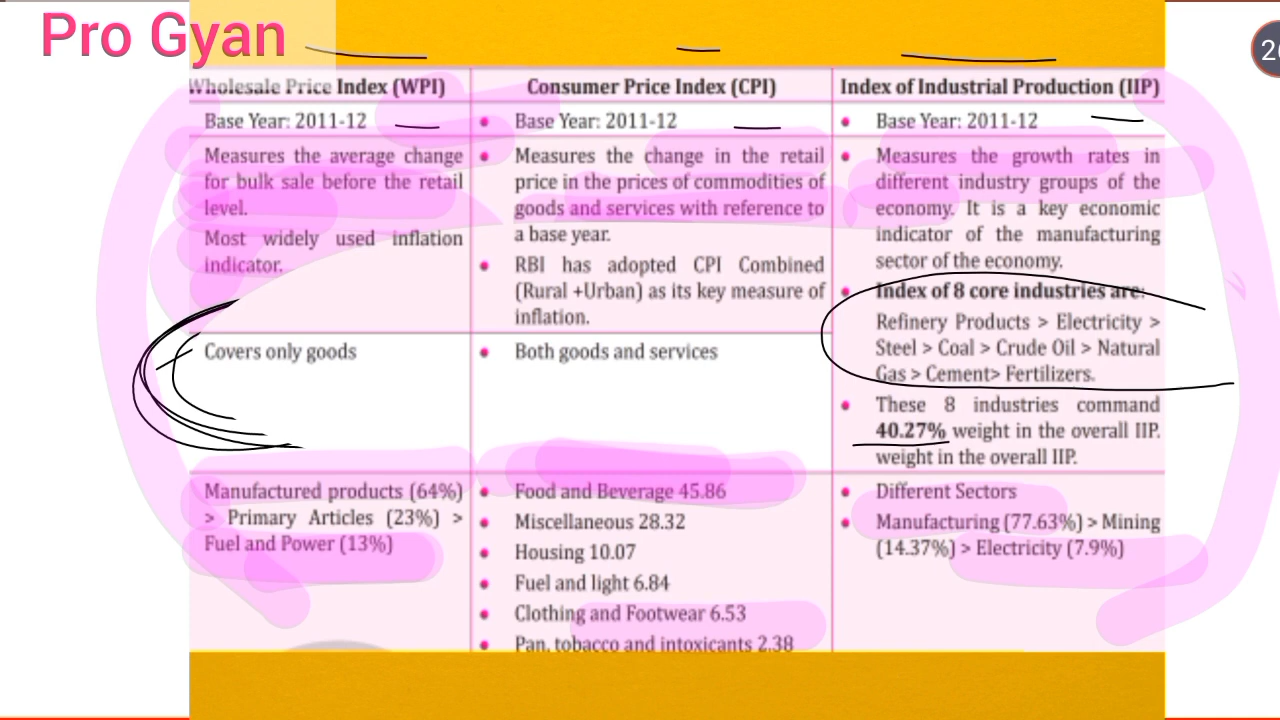 Pro Gyan
Wholesale Price Index (WPI)
Base Year: 2011-12
Measures the average change
for bulk sale before the retail
level.
Most widely used inflation
indicator.
Covers only goods
Manufactured products (64%)
> Primary Articles (23%) >
Fuel and Power (13%)
Consumer Price Index (CPI)
• Base Year: 2011-12
• Measures the change in the retail
price in the prices of commodities of
goods and services with reference to
a base year.
• RBI has adopted CPI Combined
(Rural +Urban) as its key measure of
inflation.
• Both goods and services
• Food and Beverage 45.86
• Miscellaneous 28.32
• Housing 10.07
• Fuel and light 6.84
• Clothing and Footwear 6.53
• Pan, tobacco and intoxicants 2.38
Index of Industrial Production (IIP)
• Base Year: 2011-12
• Measures the growth rates in
different industry groups of the
economy. It is a key economic
indicator of the manufacturing
sector of the economy.
• Index of 8 core industries are:
Refinery Products > Electricity >
Steel > Coal > Crude Oil > Natural
Gas > Cement> Fertilizers.
• These 8 industries command
40.27% weight in the overall IIP.
weight in the overall IIP.
• Different Sectors
• Manufacturing (77.63%) > Mining
(14.37%) > Electricity (7.9%)